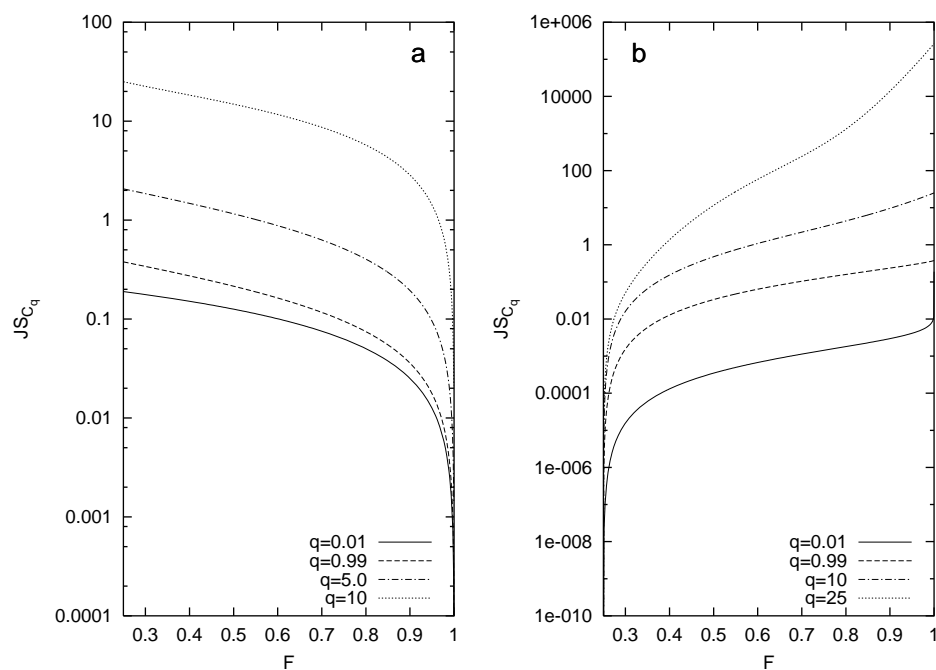 a
100
10
1
0.1
0.01
0.001
0.0001
JS_{C_q}
0.3 0.4 0.5 0.6 0.7 0.8 0.9 1
F
q=0.01
q=0.99
q=5.0
q=10
b
1e+006
10000
100
1
0.01
0.0001
1e-006
1e-008
1e-010
JS_{C_q}
0.3 0.4 0.5 0.6 0.7 0.8 0.9 1
F
q=0.01
q=0.99
q=10
q=25